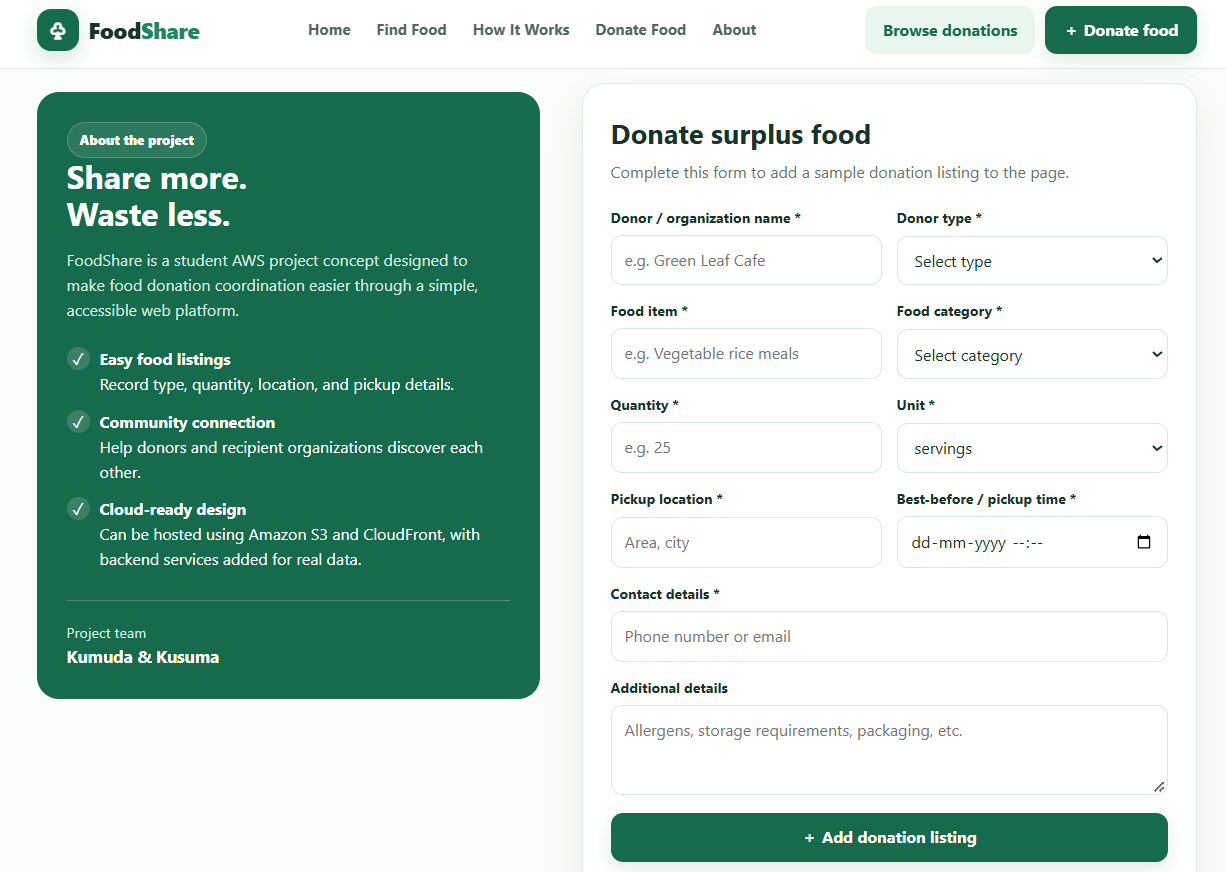 FoodShare
Home Find Food How It Works Donate Food About
Browse donations
+ Donate food
About the project
Share more.
Waste less.
FoodShare is a student AWS project concept designed to
make food donation coordination easier through a simple,
accessible web platform.
✓ Easy food listings
Record type, quantity, location, and pickup details.
✓ Community connection
Help donors and recipient organizations discover each
other.
✓ Cloud-ready design
Can be hosted using Amazon S3 and CloudFront, with
backend services added for real data.
Project team
Kumuda & Kusuma
Donate surplus food
Complete this form to add a sample donation listing to the page.
Donor / organization name *
e.g. Green Leaf Cafe
Donor type *
Select type
Food item *
e.g. Vegetable rice meals
Food category *
Select category
Quantity *
e.g. 25
Unit *
servings
Pickup location *
Area, city
Best-before / pickup time *
dd-mm-yyyy --:--
Contact details *
Phone number or email
Additional details
Allergens, storage requirements, packaging, etc.
+ Add donation listing